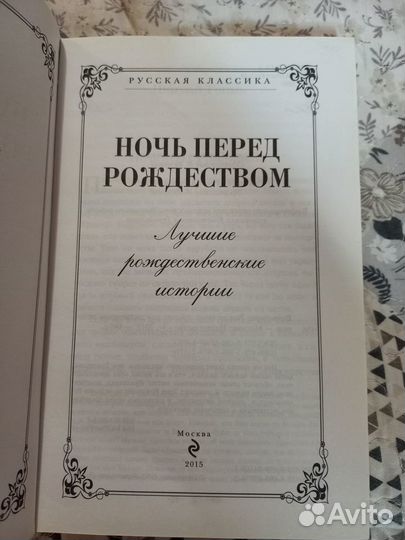 РУССКАЯ КЛАССИКА
НОЧЬ ПЕРЕД
РОЖДЕСТВОМ
Лучшие
рождественские
истории
Москва
2015
Avito